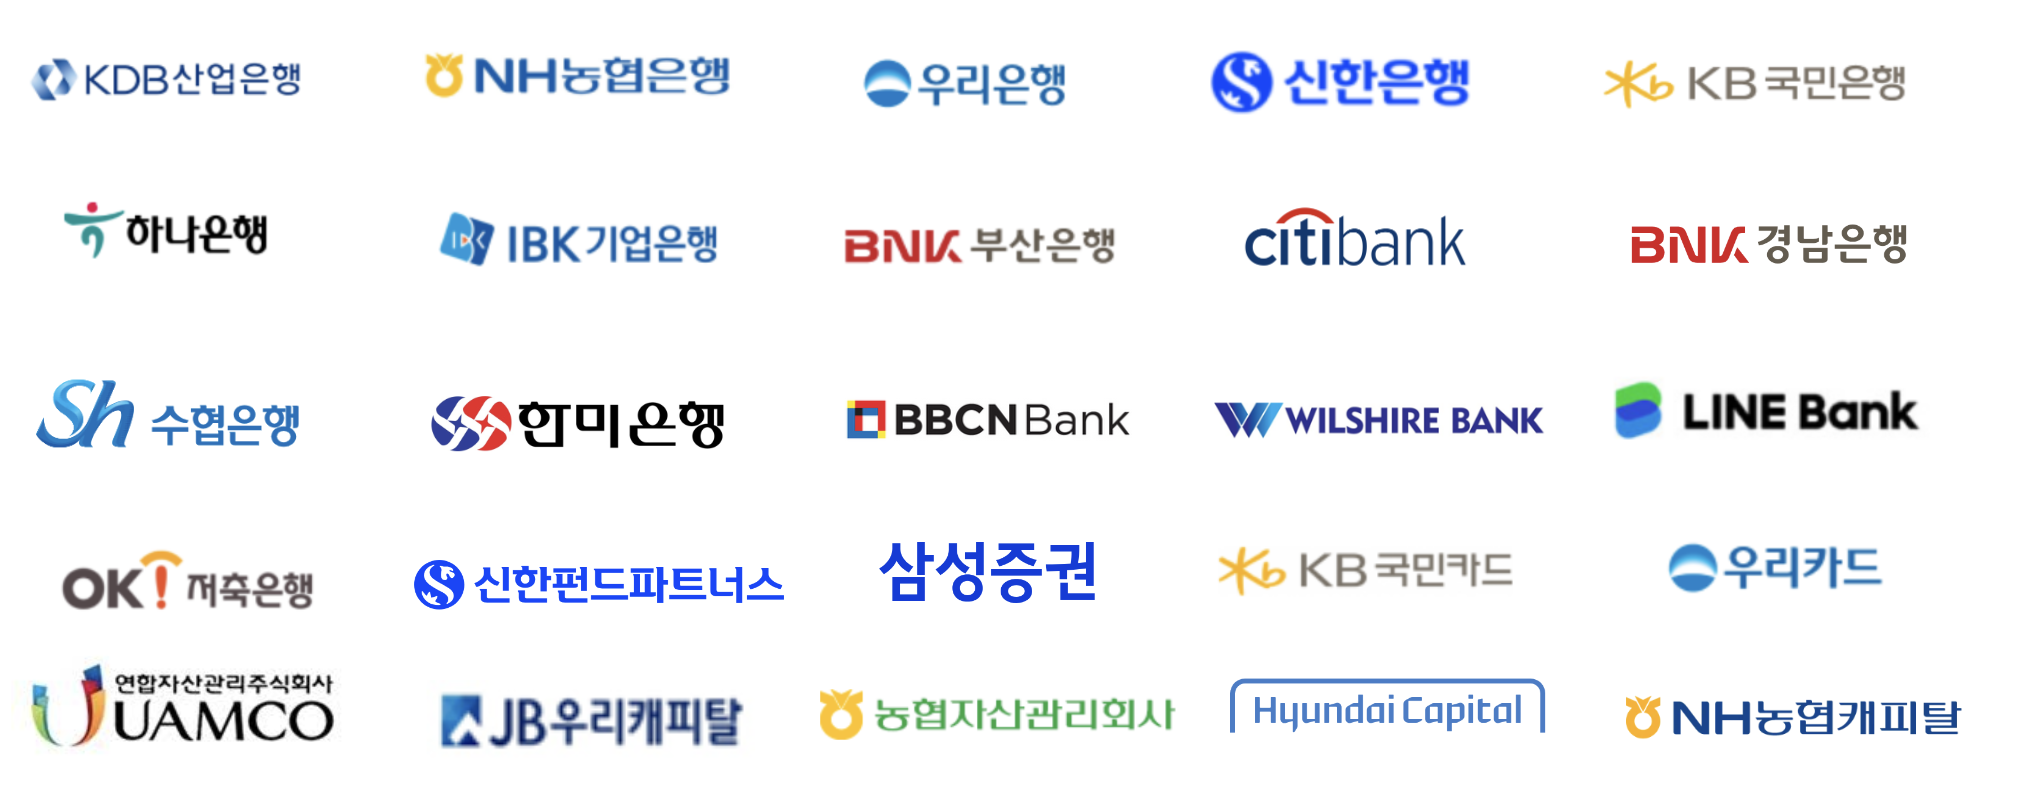 KDB산업은행
NH농협은행
우리은행
신한은행
Kb KB국민은행
하나은행
IBK IBK기업은행
BNK 부산은행
citibank
BNK 경남은행
Sh 수협은행
한미은행
BBCN Bank
WILSHIRE BANK
LINE Bank
OK! 저축은행
신한펀드파트너스
삼성증권
Kb KB국민카드
우리카드
연합자산관리주식회사
UAMCO
JB우리캐피탈
농협자산관리회사
Hyundai Capital
NH농협캐피탈